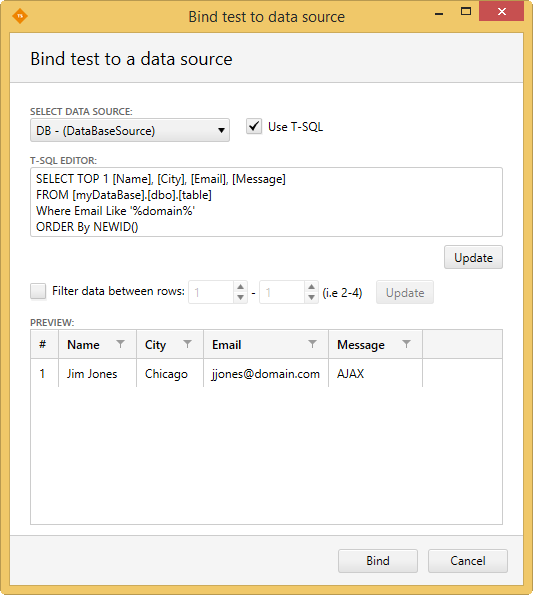 TS
Bind test to data source
Bind test to a data source
SELECT DATA SOURCE:
DB - (DataBaseSource)
Use T-SQL
T-SQL EDITOR:
SELECT TOP 1 [Name], [City], [Email], [Message]
FROM [myDataBase].[dbo].[table]
Where Email Like '%domain%'
ORDER By NEWID()
Update
Filter data between rows: 1 - 1 (i.e 2-4) Update
PREVIEW:
# Name City Email Message
1 Jim Jones Chicago jjones@domain.com AJAX
Bind Cancel